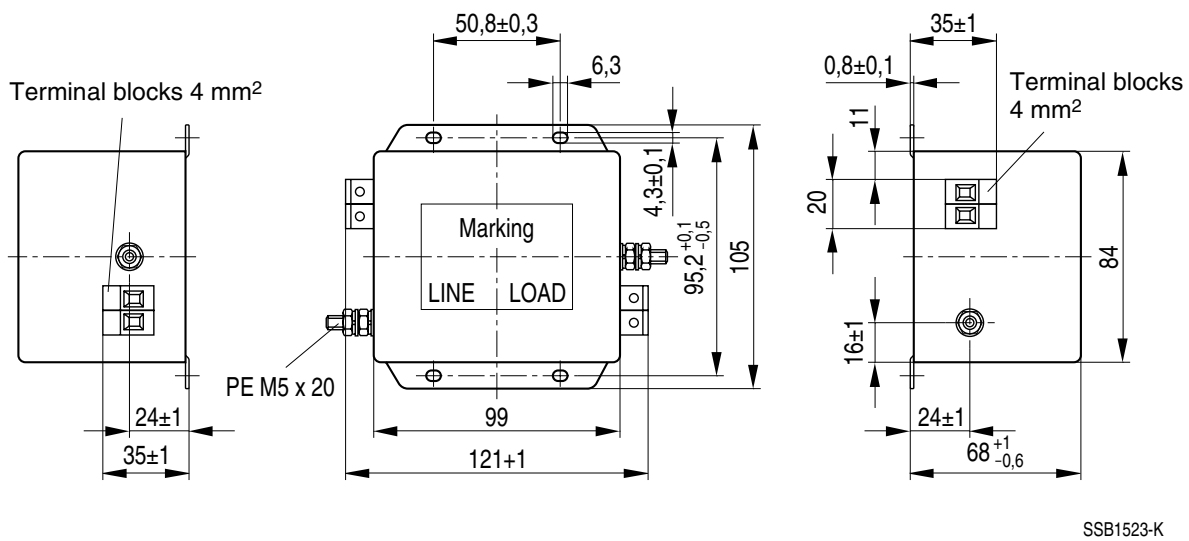 50,8±0,3
6,3
35±1
0,8±0,1
Terminal blocks 4 mm²
Terminal blocks
4 mm²
11
20
4,3±0,1
95,2 +0,1 −0,5
105
84
Marking
LINE LOAD
16±1
PE M5 x 20
24±1
35±1
99
121+1
24±1
68 +1 −0,6
SSB1523-K